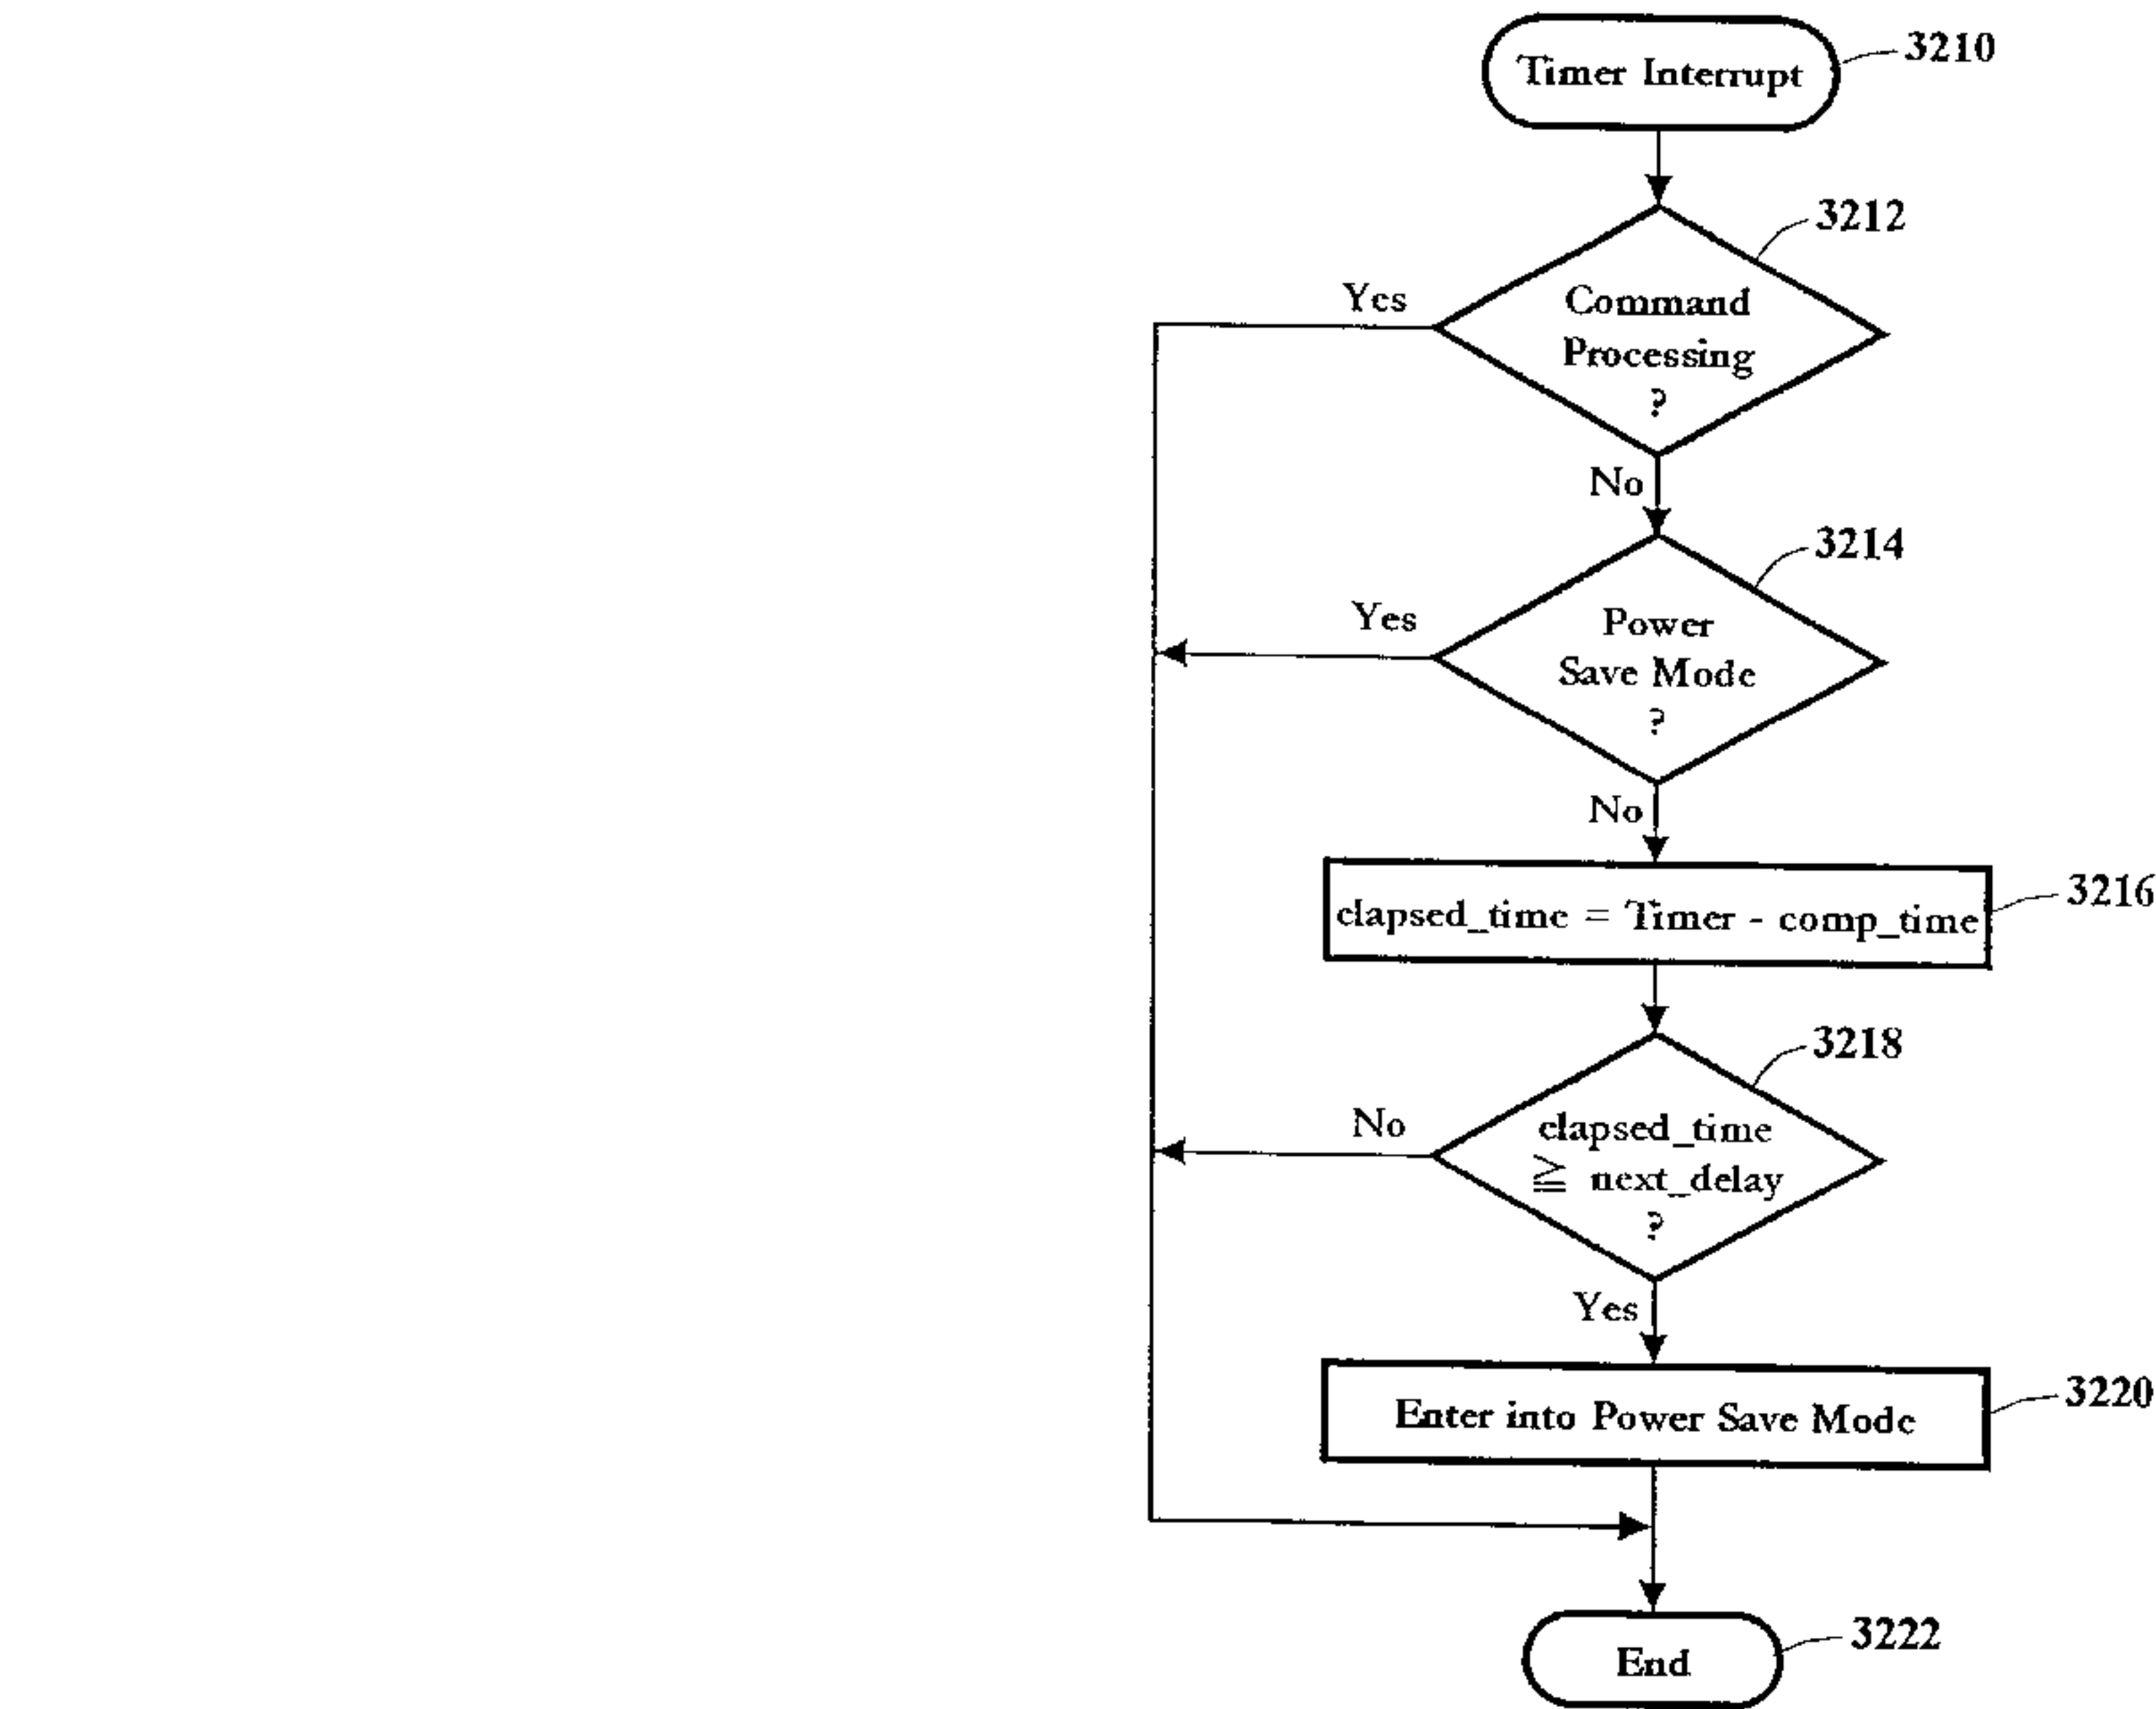 Timer Interrupt
3210
3212
Yes
Command
Processing
?
No
3214
Yes
Power
Save Mode
?
No
3216
elapsed_time = Timer - comp_time
3218
No
elapsed_time
≧ next_delay
?
Yes
3220
Enter into Power Save Mode
3222
End